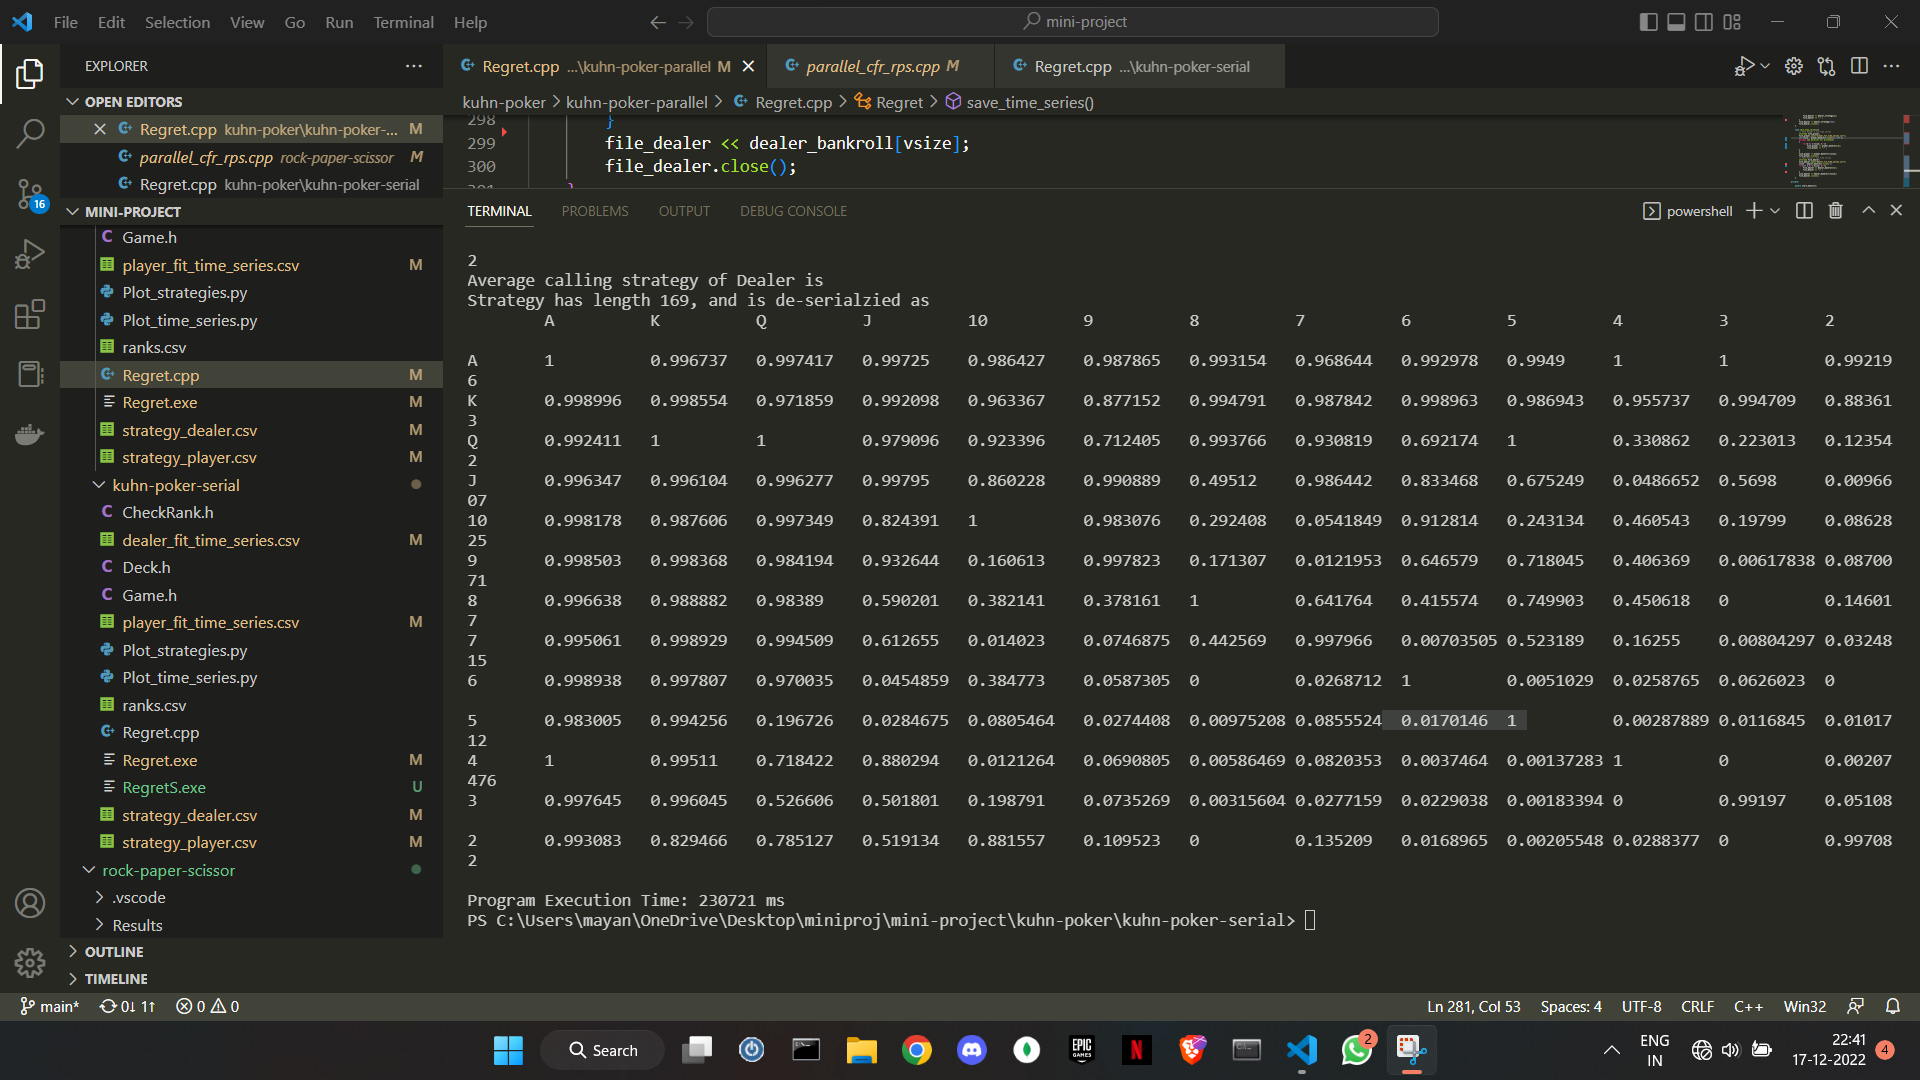 File Edit Selection View Go Run Terminal Help
mini-project
EXPLORER
OPEN EDITORS
Regret.cpp kuhn-poker\kuhn-poker-... M
parallel_cfr_rps.cpp rock-paper-scissor M
Regret.cpp kuhn-poker\kuhn-poker-serial
MINI-PROJECT
Game.h
player_fit_time_series.csv M
Plot_strategies.py
Plot_time_series.py
ranks.csv
Regret.cpp M
Regret.exe M
strategy_dealer.csv M
strategy_player.csv M
kuhn-poker-serial
CheckRank.h
dealer_fit_time_series.csv M
Deck.h
Game.h
player_fit_time_series.csv M
Plot_strategies.py
Plot_time_series.py
ranks.csv
Regret.cpp
Regret.exe M
RegretS.exe U
strategy_dealer.csv M
strategy_player.csv M
rock-paper-scissor
.vscode
Results
OUTLINE
TIMELINE
16
Regret.cpp ...\kuhn-poker-parallel M
parallel_cfr_rps.cpp M
Regret.cpp ...\kuhn-poker-serial
kuhn-poker > kuhn-poker-parallel > Regret.cpp > Regret > save_time_series()
298 }
299 file_dealer << dealer_bankroll[vsize];
300 file_dealer.close();
TERMINAL PROBLEMS OUTPUT DEBUG CONSOLE
powershell
2
Average calling strategy of Dealer is
Strategy has length 169, and is de-serialzied as
A K Q J 10 9 8 7 6 5 4 3 2
A 1 0.996737 0.997417 0.99725 0.986427 0.987865 0.993154 0.968644 0.992978 0.9949 1 1 0.99219
6
K 0.998996 0.998554 0.971859 0.992098 0.963367 0.877152 0.994791 0.987842 0.998963 0.986943 0.955737 0.994709 0.88361
3
Q 0.992411 1 1 0.979096 0.923396 0.712405 0.993766 0.930819 0.692174 1 0.330862 0.223013 0.12354
2
J 0.996347 0.996104 0.996277 0.99795 0.860228 0.990889 0.49512 0.986442 0.833468 0.675249 0.0486652 0.5698 0.00966
07
10 0.998178 0.987606 0.997349 0.824391 1 0.983076 0.292408 0.0541849 0.912814 0.243134 0.460543 0.19799 0.08628
25
9 0.998503 0.998368 0.984194 0.932644 0.160613 0.997823 0.171307 0.0121953 0.646579 0.718045 0.406369 0.00617838 0.08700
71
8 0.996638 0.988882 0.98389 0.590201 0.382141 0.378161 1 0.641764 0.415574 0.749903 0.450618 0 0.14601
7
7 0.995061 0.998929 0.994509 0.612655 0.014023 0.0746875 0.442569 0.997966 0.00703505 0.523189 0.16255 0.00804297 0.03248
15
6 0.998938 0.997807 0.970035 0.0454859 0.384773 0.0587305 0 0.0268712 1 0.0051029 0.0258765 0.0626023 0
5 0.983005 0.994256 0.196726 0.0284675 0.0805464 0.0274408 0.00975208 0.0855524 0.0170146 1 0.00287889 0.0116845 0.01017
12
4 1 0.99511 0.718422 0.880294 0.0121264 0.0690805 0.00586469 0.0820353 0.0037464 0.00137283 1 0 0.00207
476
3 0.997645 0.996045 0.526606 0.501801 0.198791 0.0735269 0.00315604 0.0277159 0.0229038 0.00183394 0 0.99197 0.05108
2 0.993083 0.829466 0.785127 0.519134 0.881557 0.109523 0 0.135209 0.0168965 0.00205548 0.0288377 0 0.99708
2
Program Execution Time: 230721 ms
PS C:\Users\mayan\OneDrive\Desktop\miniproj\mini-project\kuhn-poker\kuhn-poker-serial>
main* 0↓ 1↑ 0 0
Ln 281, Col 53 Spaces: 4 UTF-8 CRLF C++ Win32
Search
EPIC GAMES
N
2
ENG
IN
22:41
17-12-2022
4